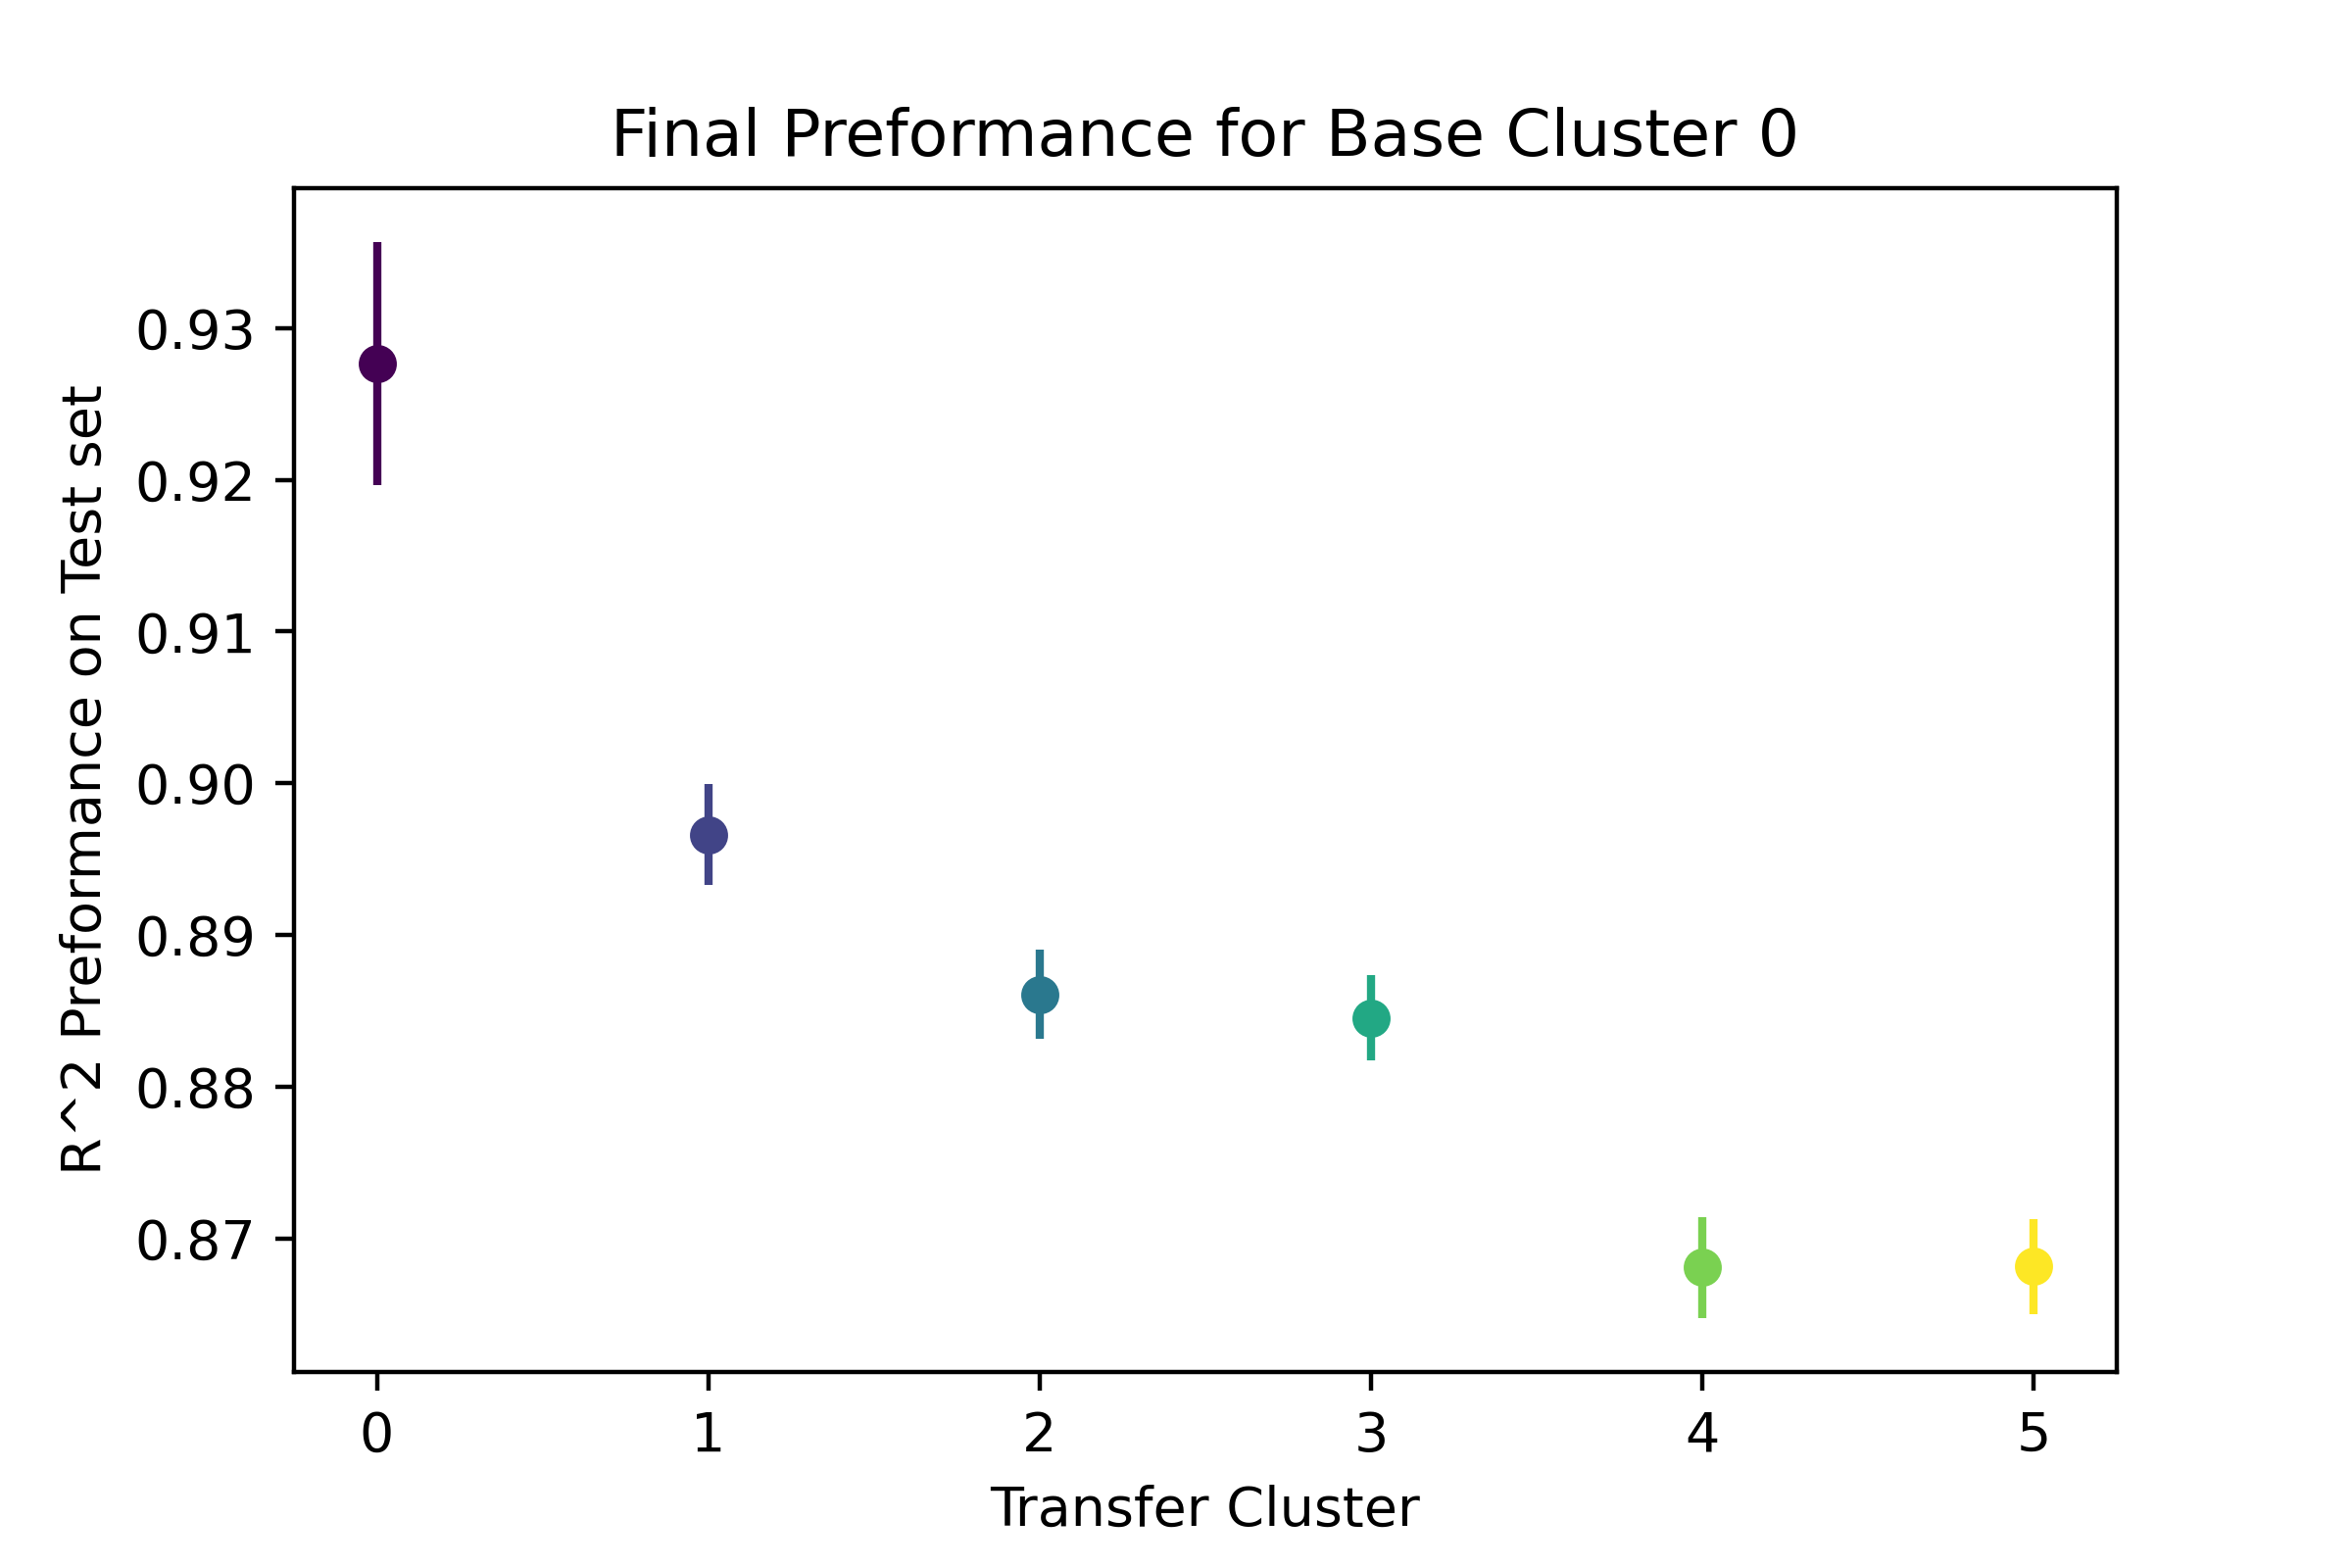 Final Preformance for Base Cluster 0
R^2 Preformance on Test set
0.93
0.92
0.91
0.90
0.89
0.88
0.87
0 1 2 3 4 5
Transfer Cluster